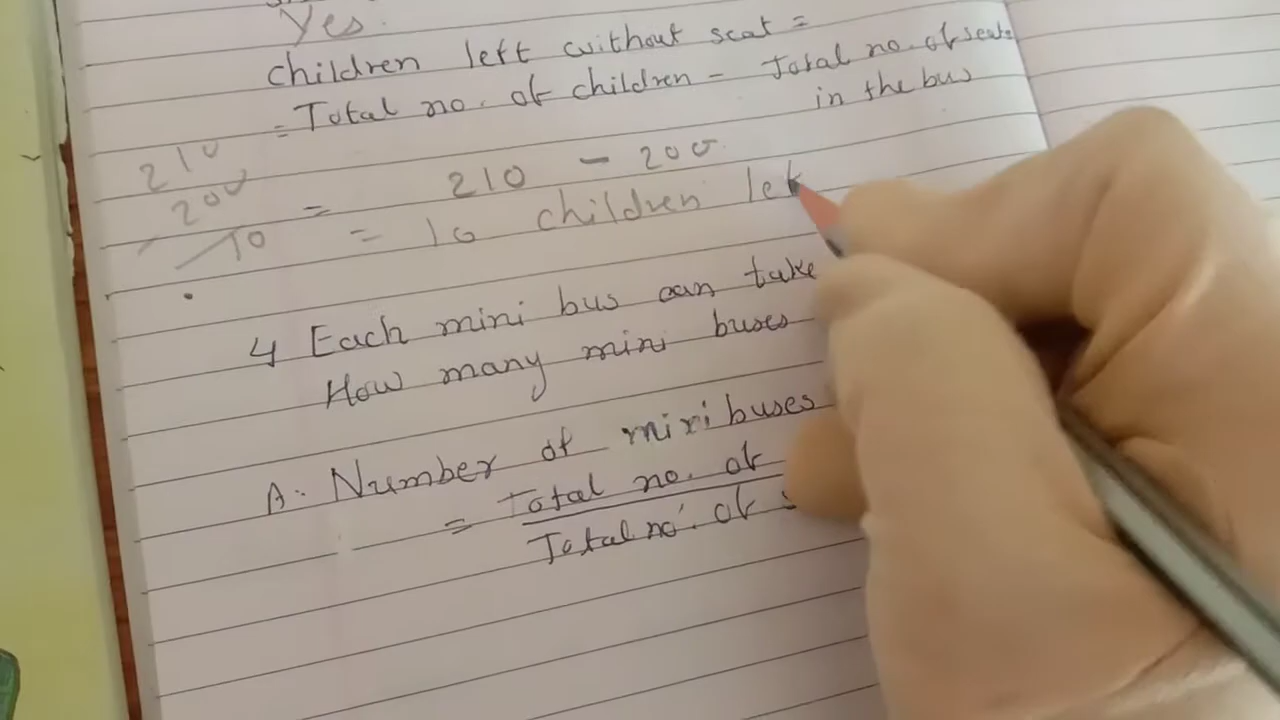 Yes.
children left without seat =
= Total no. of children - Total no. of seats
in the bus
210
200
10
= 210 - 200
= 10 children left
4 Each mini bus can take
How many mini buses
A. Number of mini buses
= Total no. of
Total no. of